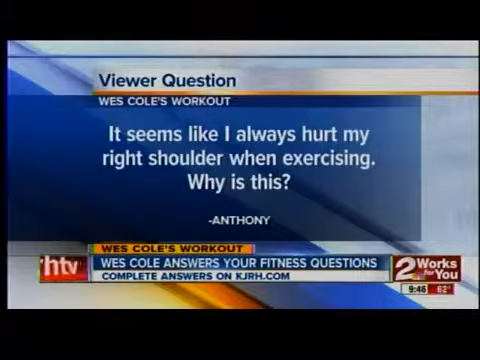 Viewer Question
WES COLE'S WORKOUT
It seems like I always hurt my
right shoulder when exercising.
Why is this?
-ANTHONY
WES COLE'S WORKOUT
htv
WES COLE ANSWERS YOUR FITNESS QUESTIONS
COMPLETE ANSWERS ON KJRH.COM
2 Works
for You
9:46 62°